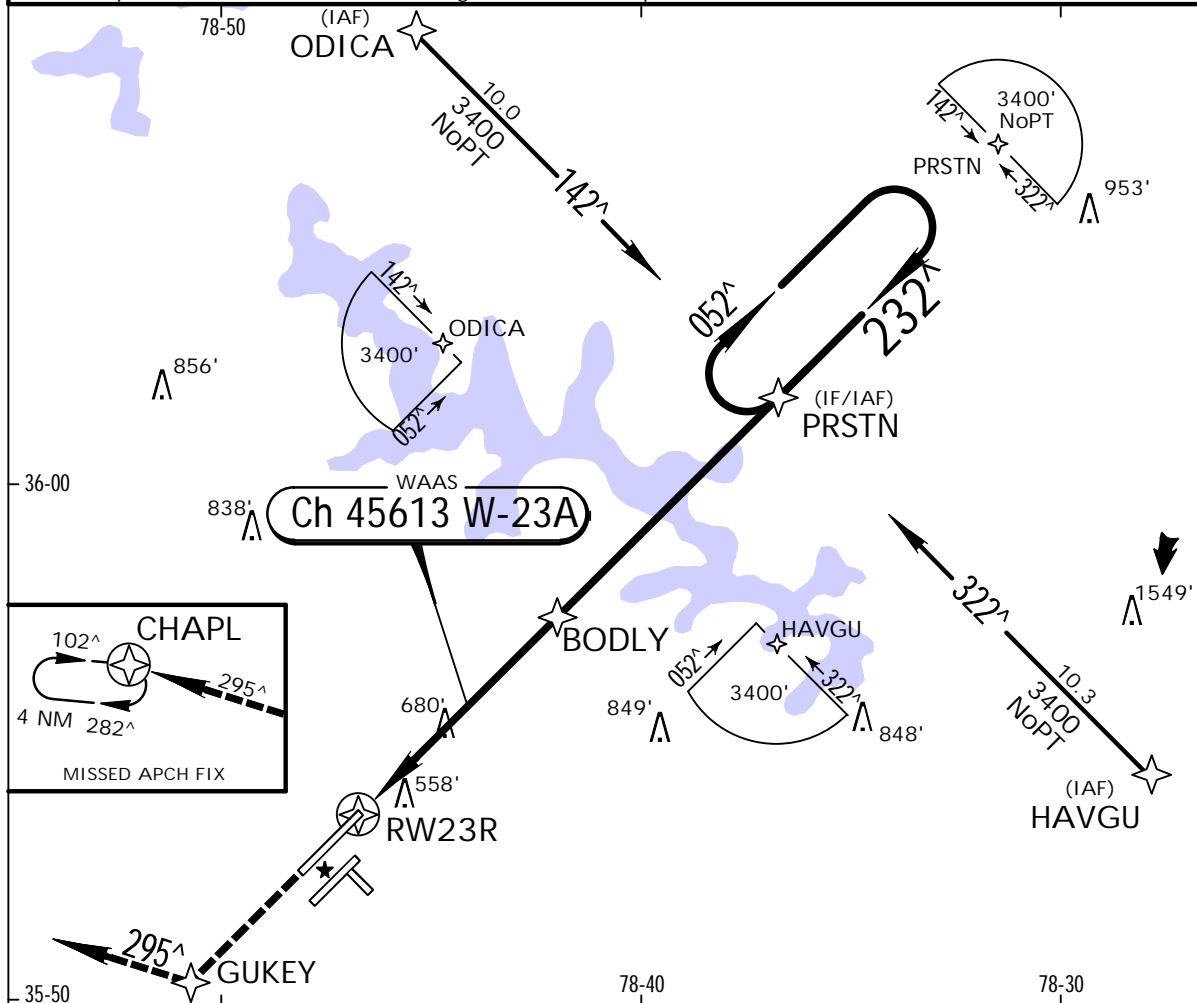 (IAF)
ODICA
78-50
10.0
3400
NoPT
142^
3400'
NoPT
142^
322^
PRSTN
953'
052^
232^
142^
ODICA
3400'
052^
856'
(IF/IAF)
PRSTN
36-00
838'
WAAS
Ch 45613 W-23A
322^
1549'
10.3
3400
NoPT
(IAF)
HAVGU
BODLY
HAVGU
052^
322^
3400'
849'
848'
CHAPL
102^
295^
4 NM
282^
MISSED APCH FIX
680'
558'
RW23R
295^
GUKEY
78-40
78-30
35-50